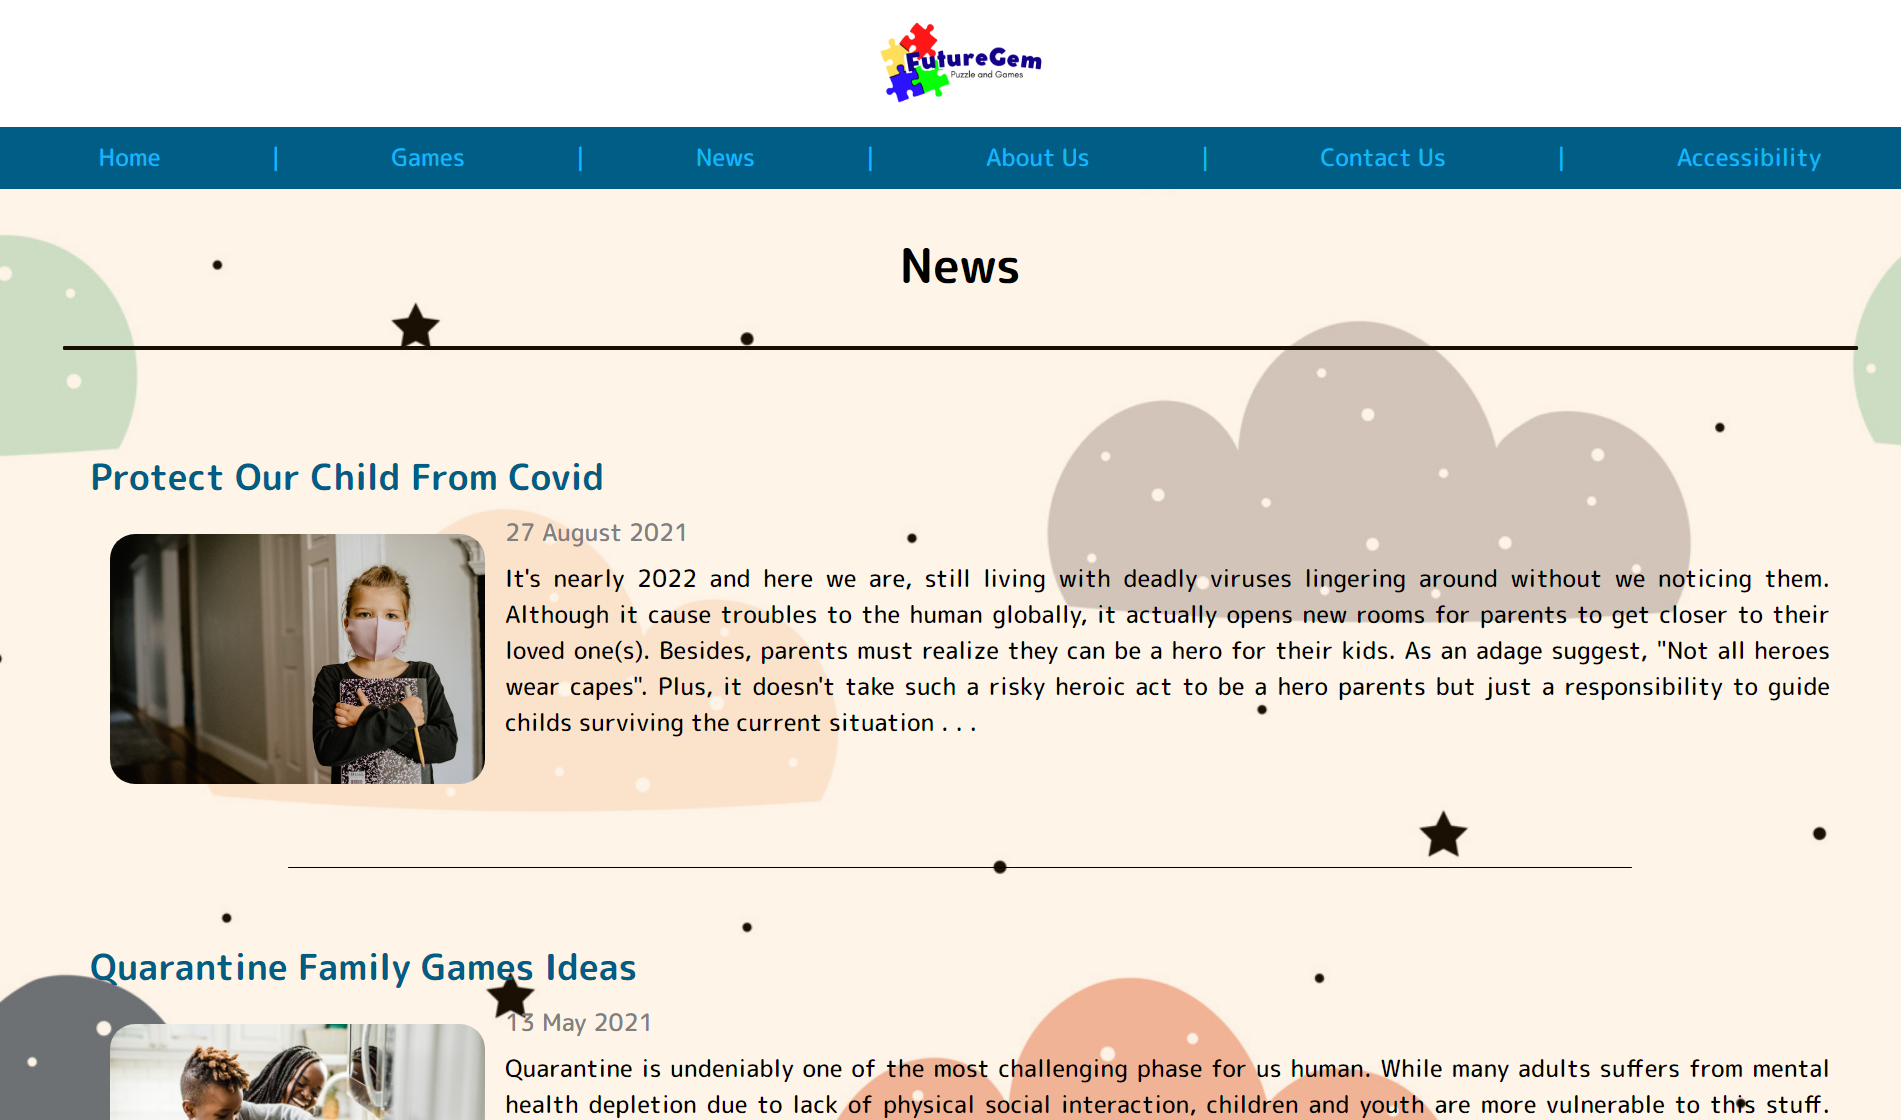 FutureGem
Puzzle and Games
Home | Games | News | About Us | Contact Us | Accessibility
News
Protect Our Child From Covid
27 August 2021
It's nearly 2022 and here we are, still living with deadly viruses lingering around without we noticing them.
Although it cause troubles to the human globally, it actually opens new rooms for parents to get closer to their
loved one(s). Besides, parents must realize they can be a hero for their kids. As an adage suggest, "Not all heroes
wear capes". Plus, it doesn't take such a risky heroic act to be a hero parents but just a responsibility to guide
childs surviving the current situation . . .
Quarantine Family Games Ideas
13 May 2021
Quarantine is undeniably one of the most challenging phase for us human. While many adults suffers from mental
health depletion due to lack of physical social interaction, children and youth are more vulnerable to this stuff.